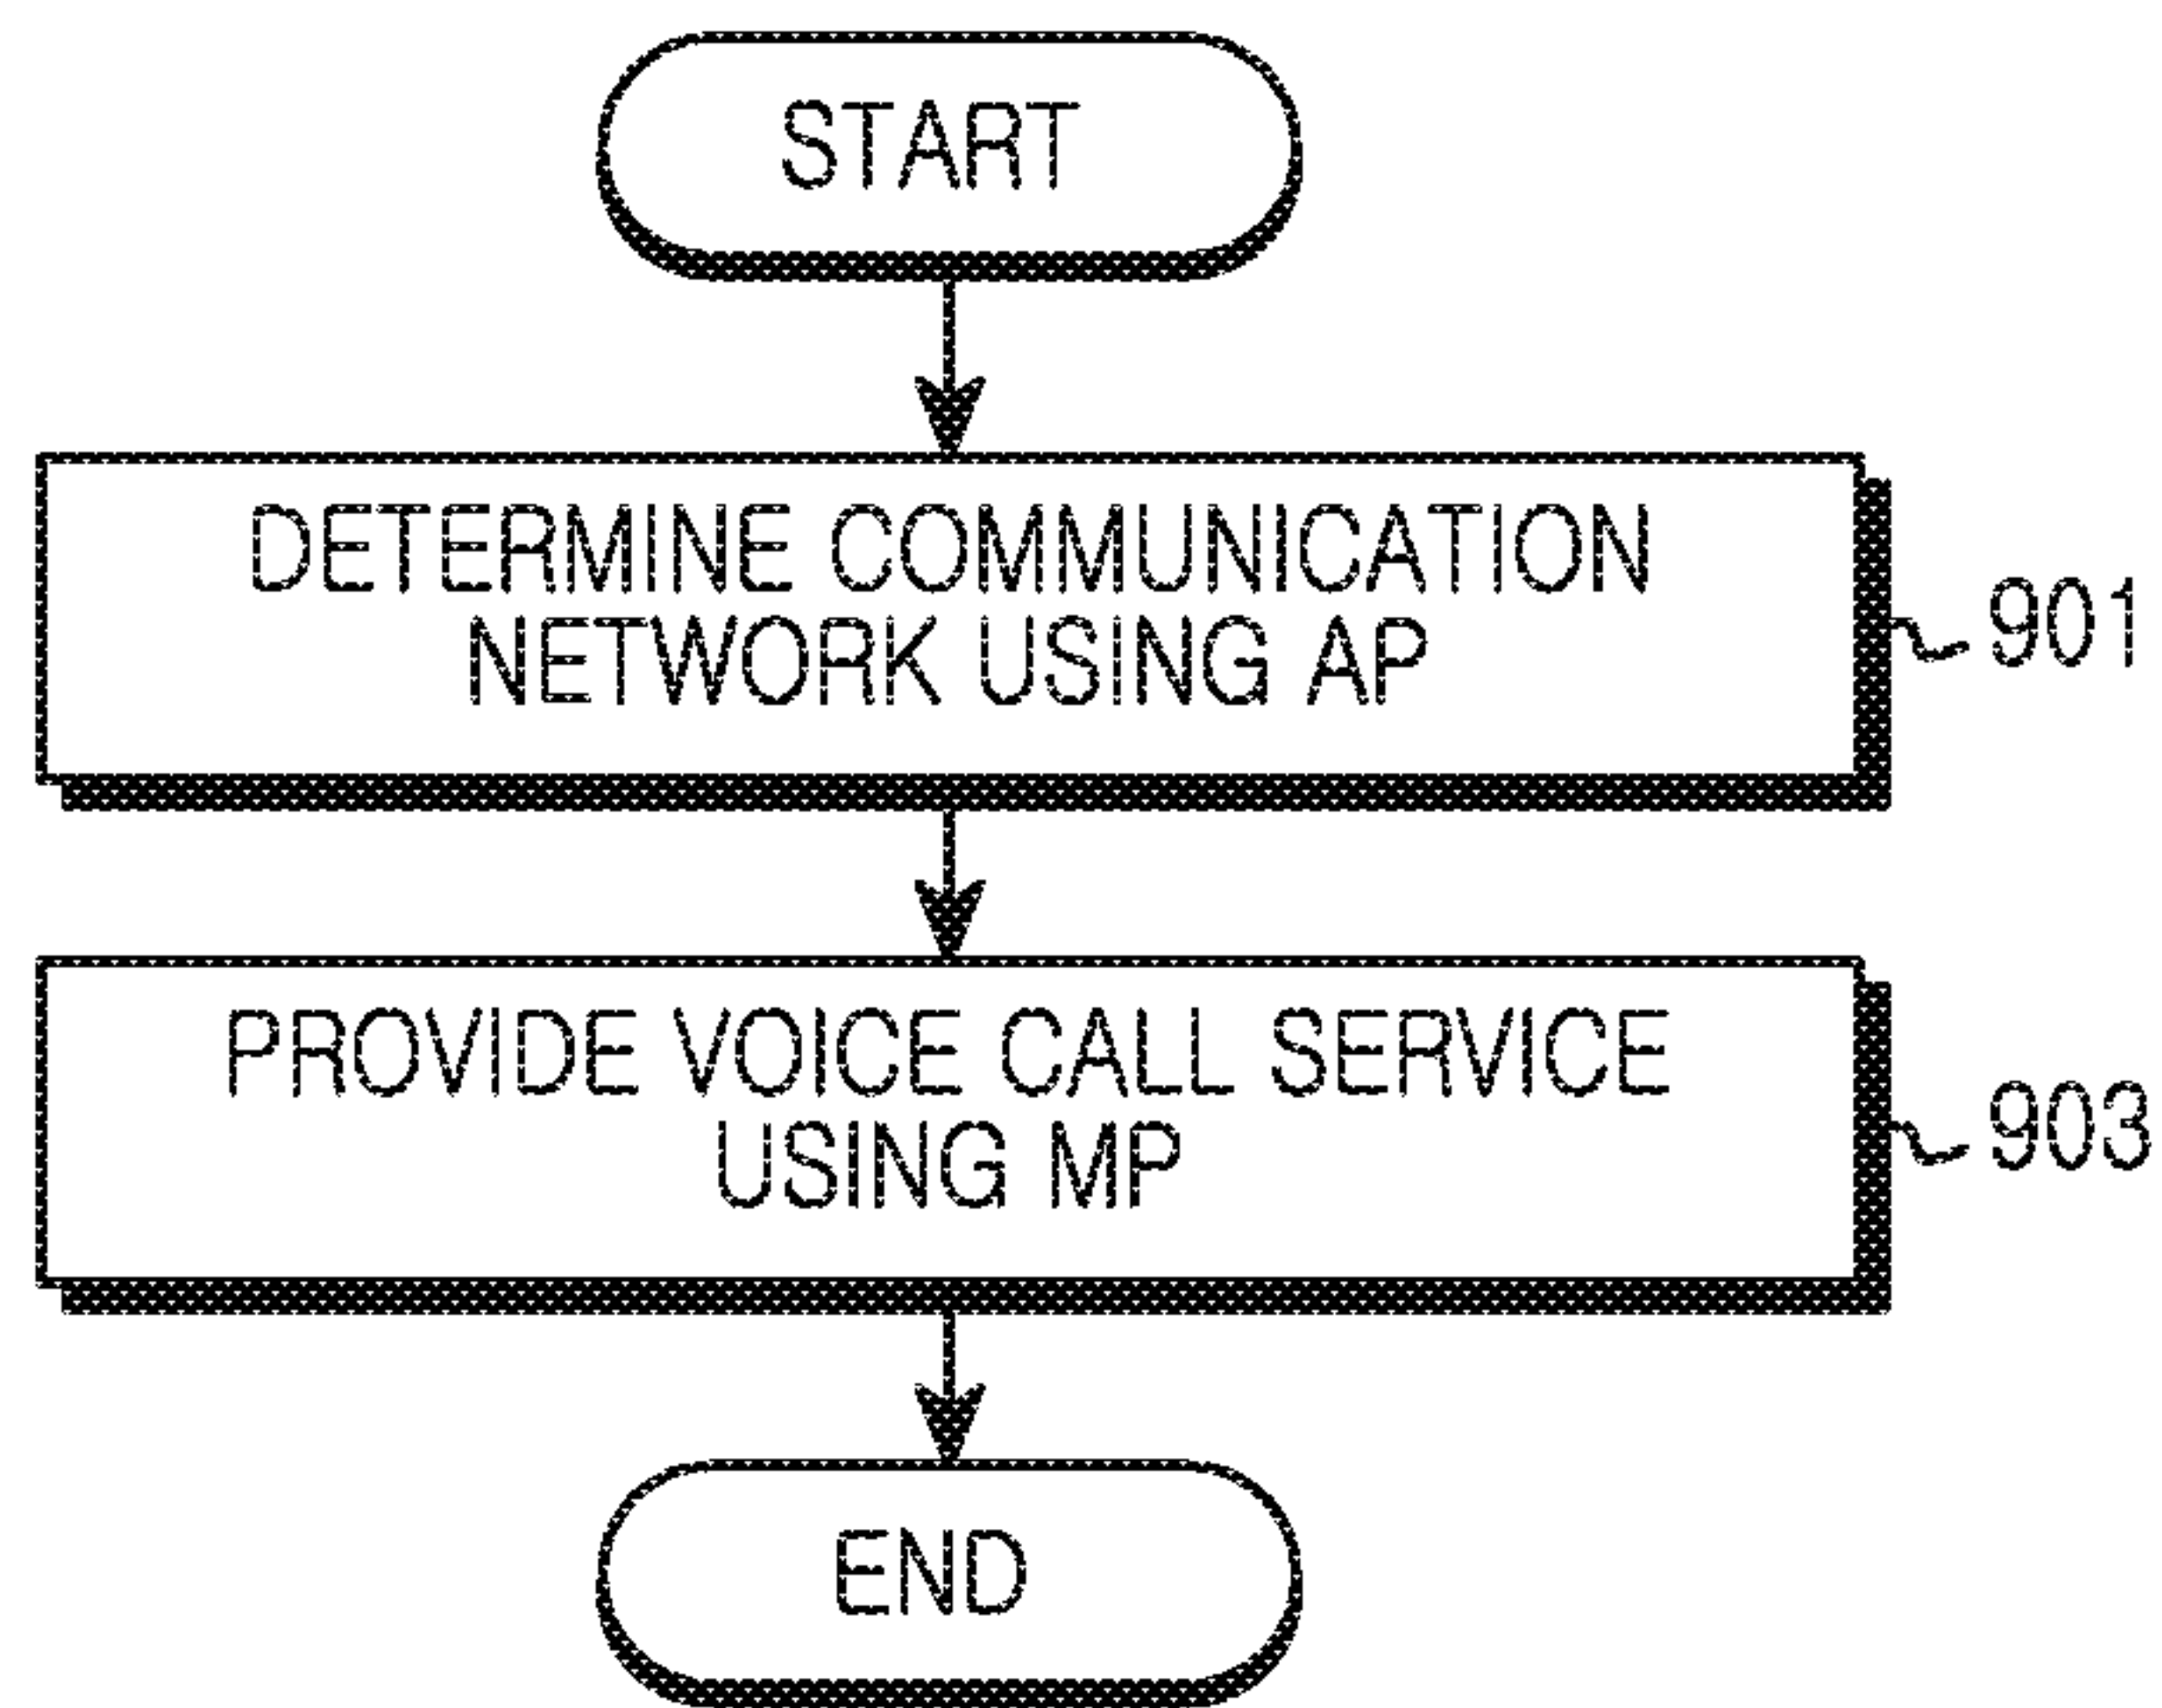 START
DETERMINE COMMUNICATION
NETWORK USING AP
901
PROVIDE VOICE CALL SERVICE
USING MP
903
END